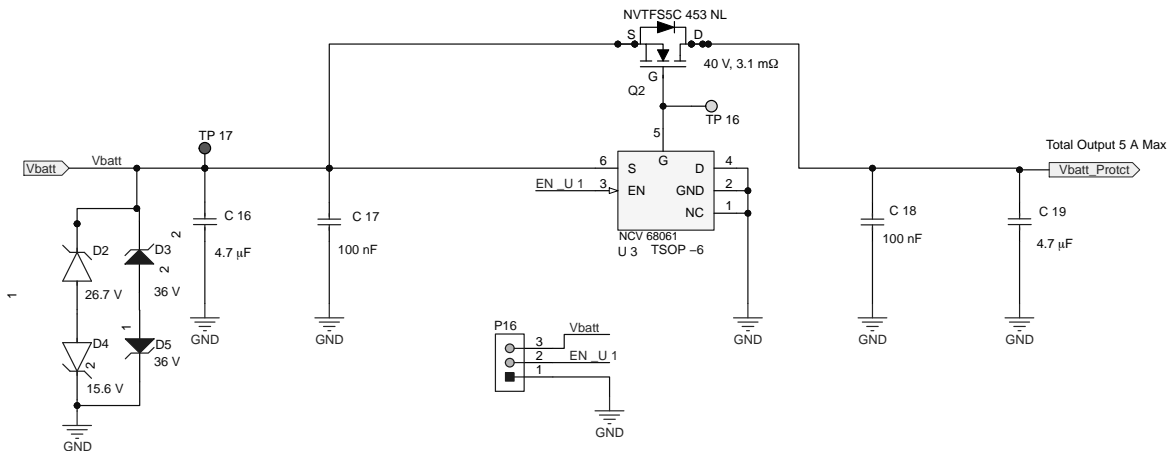 NVTFS5C 453 NL
S
D
G
40 V, 3.1 mΩ
Q2
TP 16
TP 17
5
Total Output 5 A Max
Vbatt
Vbatt
6
S
G
D
4
Vbatt_Protct
EN _U 1
3
EN
GND
2
NC
1
C 16
C 17
C 18
C 19
2
D2
D3
NCV 68061
4.7 µF
100 nF
U 3
TSOP -6
100 nF
4.7 µF
2
26.7 V
36 V
1
1
P16
Vbatt
GND
GND
GND
GND
GND
D4
D5
3
2
EN _U 1
2
36 V
1
15.6 V
GND
GND